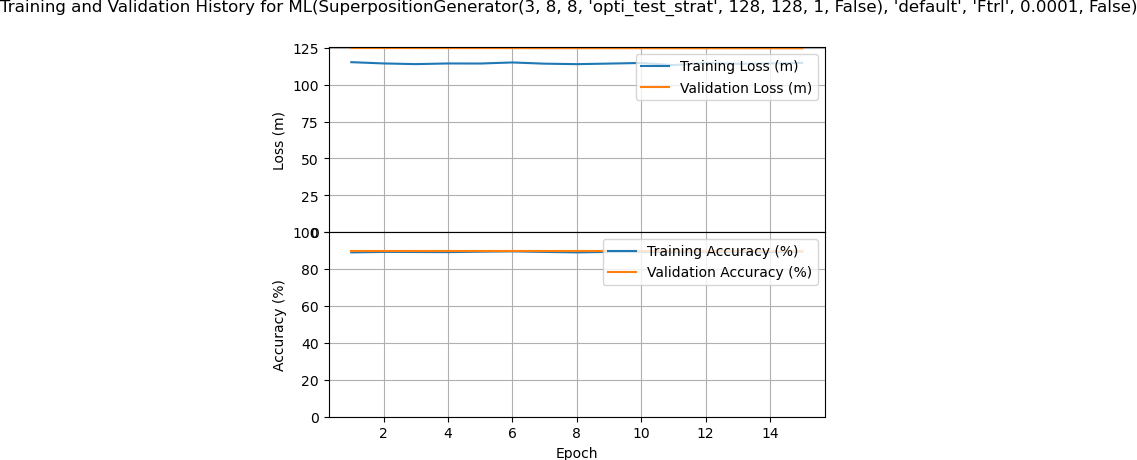 Training and Validation History for ML(SuperpositionGenerator(3, 8, 8, 'opti_test_strat', 128, 128, 1, False), 'default', 'Ftrl', 0.0001, False)
125
100
75
50
25
0
Loss (m)
Training Loss (m)
Validation Loss (m)
100
80
60
40
20
0
Accuracy (%)
Training Accuracy (%)
Validation Accuracy (%)
2 4 6 8 10 12 14
Epoch